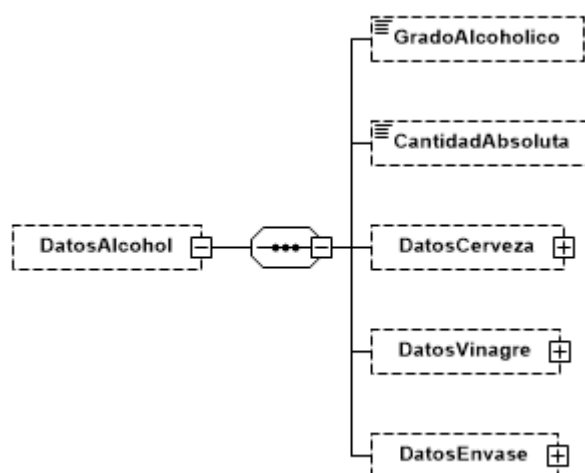 GradoAlcoholico
CantidadAbsoluta
DatosAlcohol
DatosCerveza
DatosVinagre
DatosEnvase